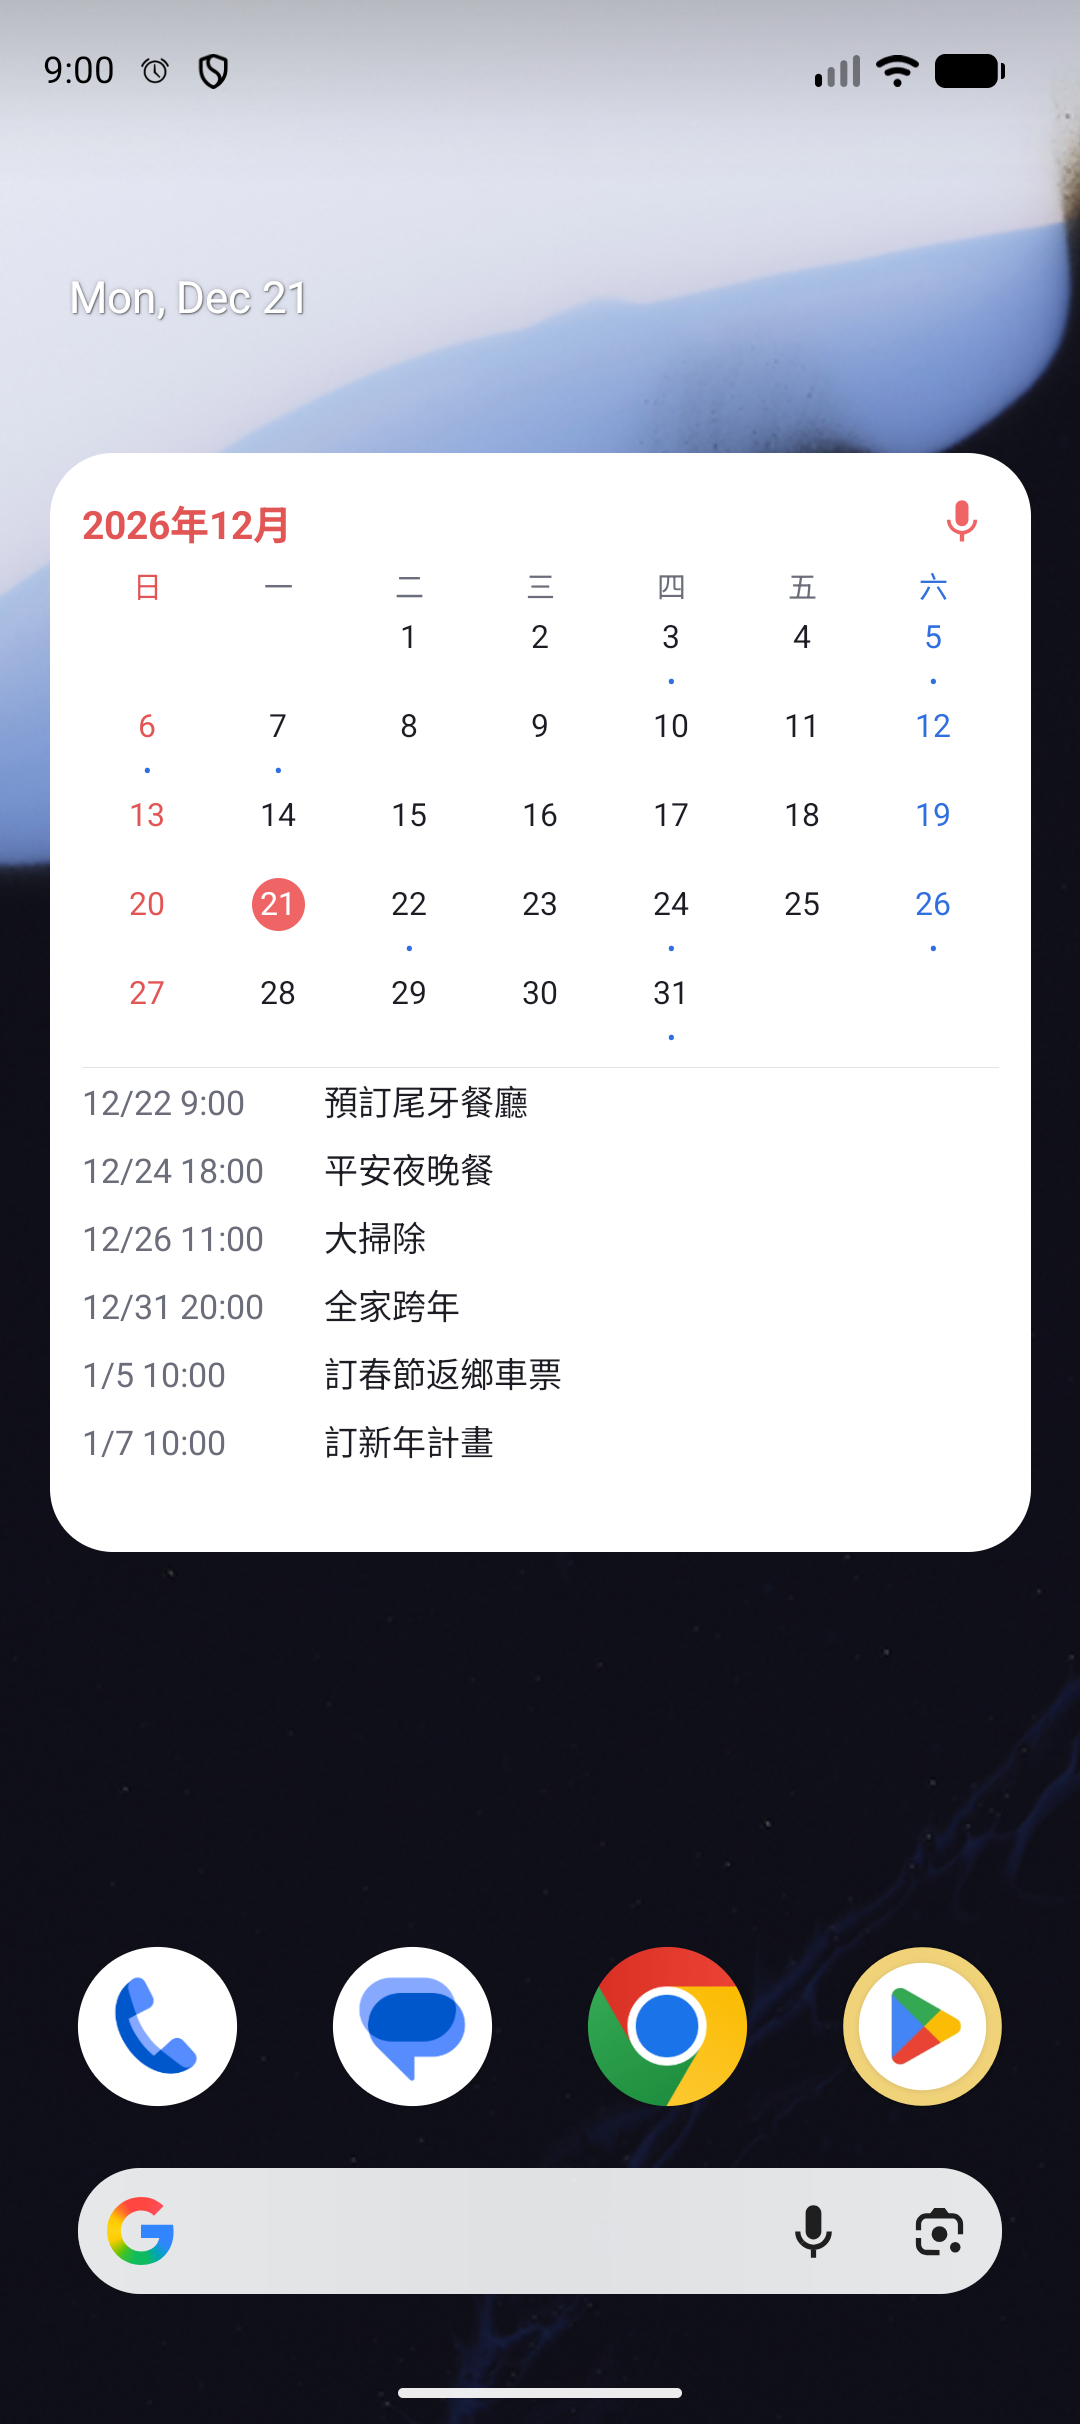 9:00
Mon, Dec 21
2026年12月
日 一 二 三 四 五 六
1 2 3 4 5
6 7 8 9 10 11 12
13 14 15 16 17 18 19
20 21 22 23 24 25 26
27 28 29 30 31
12/22 9:00 預訂尾牙餐廳
12/24 18:00 平安夜晚餐
12/26 11:00 大掃除
12/31 20:00 全家跨年
1/5 10:00 訂春節返鄉車票
1/7 10:00 訂新年計畫